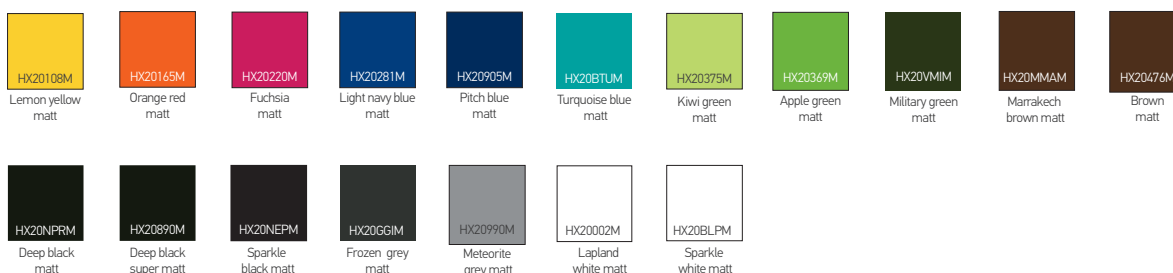 HX20108M HX20165M HX20220M HX20281M HX20905M HX20BTUM HX20375M HX20369M HX20VMIM HX20MMAM HX20476M
Lemon yellow Orange red Fuchsia Light navy blue Pitch blue Turquoise blue Kiwi green Apple green Military green Marrakech Brown
matt matt matt matt matt matt matt matt matt brown matt matt
HX20NPRM HX20890M HX20NEPM HX20GGIM HX20990M HX20002M HX20BLPM
Deep black Deep black Sparkle Frozen grey Meteorite Lapland Sparkle
matt super matt black matt matt grey matt white matt white matt